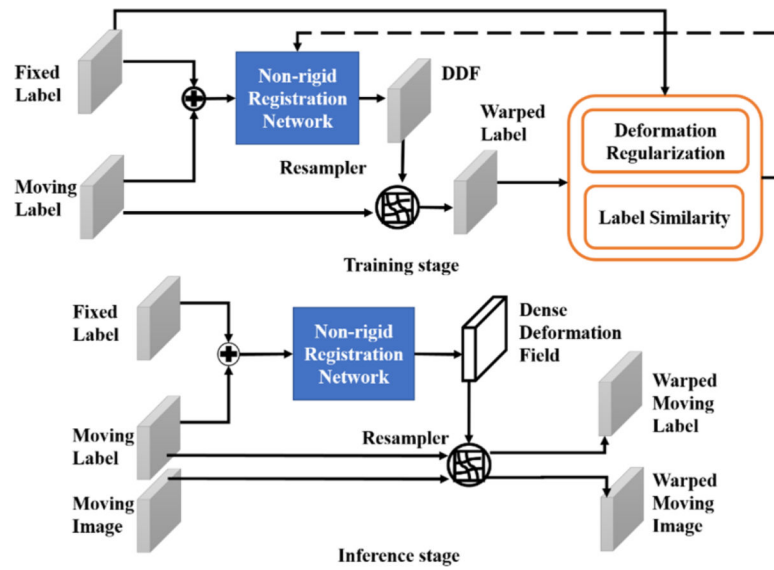 Fixed
Label
Non-rigid
Registration
Network
DDF
Warped
Label
Deformation
Regularization
Moving
Label
Resampler
Label Similarity
Training stage
Fixed
Label
Non-rigid
Registration
Network
Dense
Deformation
Field
Warped
Moving
Label
Moving
Label
Resampler
Moving
Image
Warped
Moving
Image
Inference stage